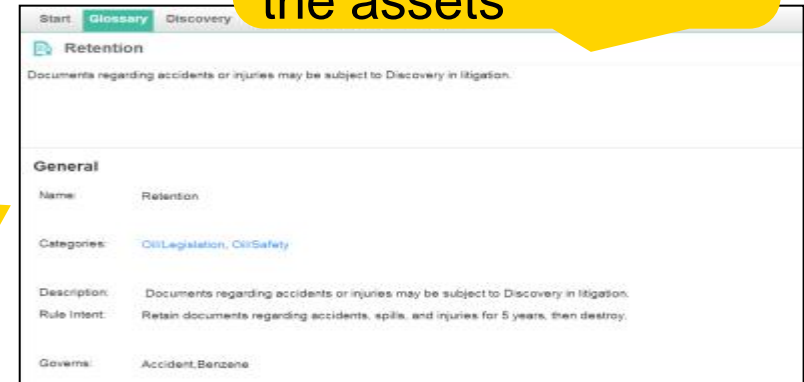 the assets
Start Glossary Discovery
Retention
Documents regarding accidents or injuries may be subject to Discovery in litigation.
General
Name: Retention
Categories: Oil/Legislation, Oil/Safety
Description: Documents regarding accidents or injuries may be subject to Discovery in litigation.
Rule Intent: Retain documents regarding accidents, spills, and injuries for 5 years, then destroy.
Governs: Accident,Benzene